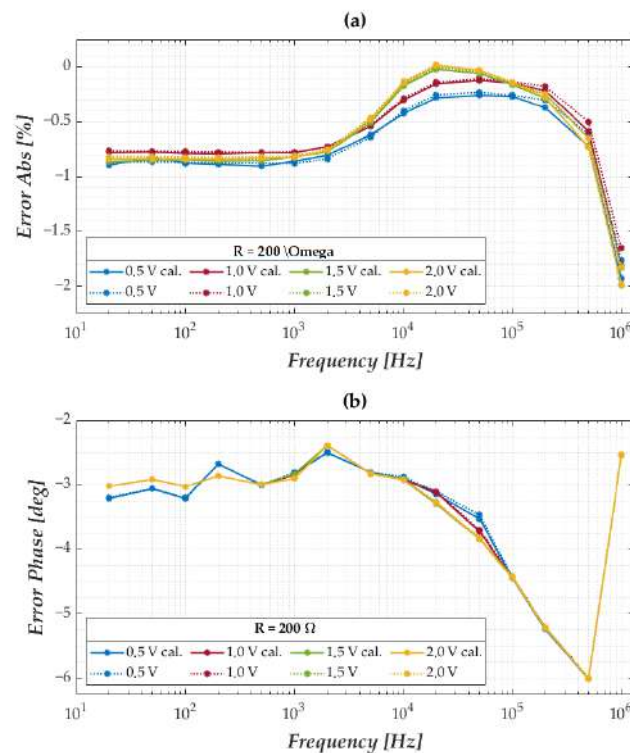 (a)
0
−0.5
−1
−1.5
−2
Error Abs [%]
R = 200 \Omega
0,5 V cal. 1,0 V cal. 1,5 V cal. 2,0 V cal.
0,5 V 1,0 V 1,5 V 2,0 V
10¹ 10² 10³ 10⁴ 10⁵ 10⁶
Frequency [Hz]
(b)
−2
−3
−4
−5
−6
Error Phase [deg]
R = 200 Ω
0,5 V cal. 1,0 V cal. 1,5 V cal. 2,0 V cal.
0,5 V 1,0 V 1,5 V 2,0 V
10¹ 10² 10³ 10⁴ 10⁵ 10⁶
Frequency [Hz]